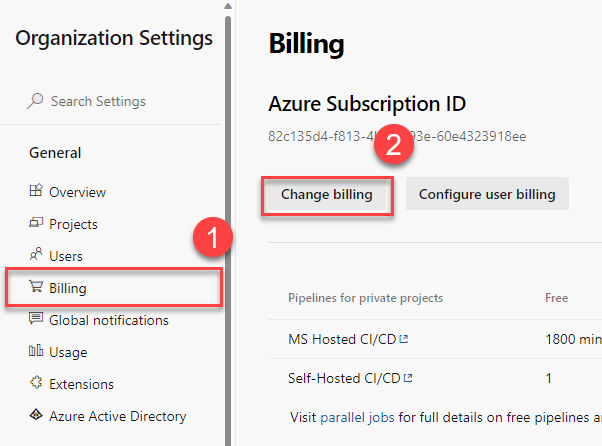 Organization Settings
Search Settings
General
Overview
Projects
1
Users
Billing
Global notifications
Usage
Extensions
Azure Active Directory
Billing
Azure Subscription ID
82c135d4-f813-4 93e-60e4323918ee
2
Change billing
Configure user billing
Pipelines for private projects Free
MS Hosted CI/CD 1800 min
Self-Hosted CI/CD 1
Visit parallel jobs for full details on free pipelines